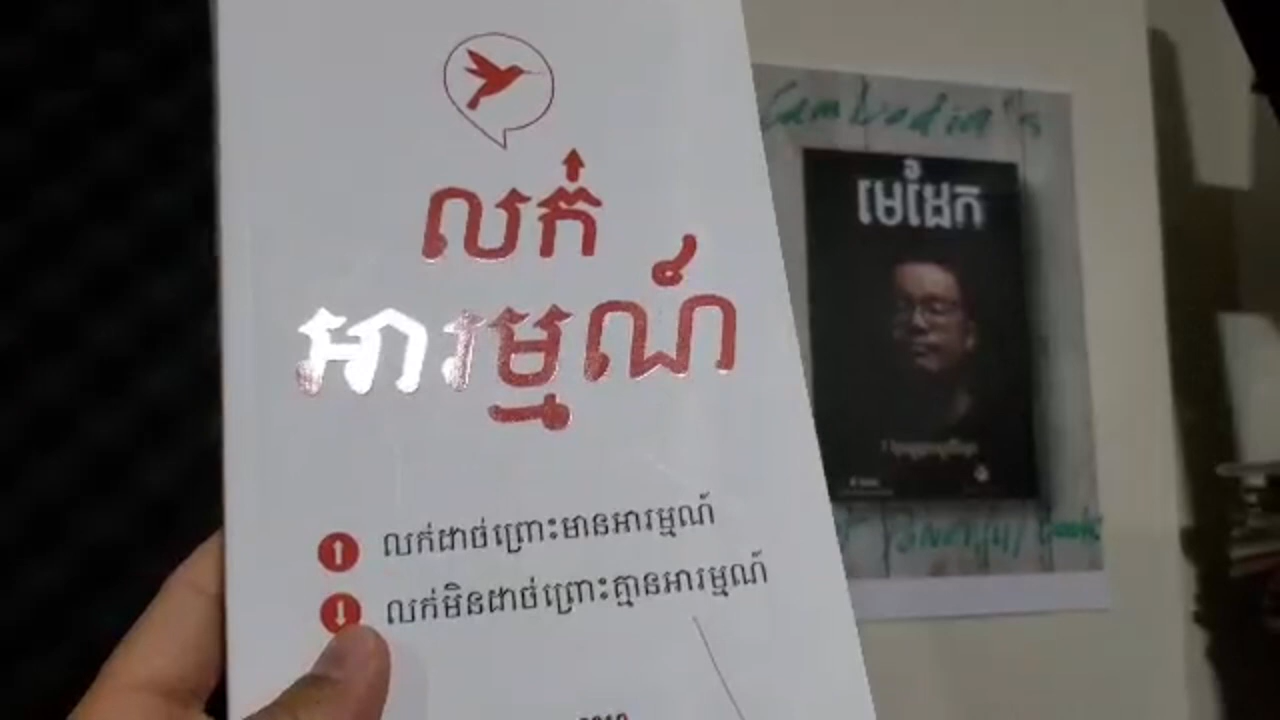 លក់
អារម្មណ៍
លក់ដាច់ព្រោះមានអារម្មណ៍
លក់មិនដាច់ព្រោះគ្មានអារម្មណ៍
Cambodia's
មេដែក